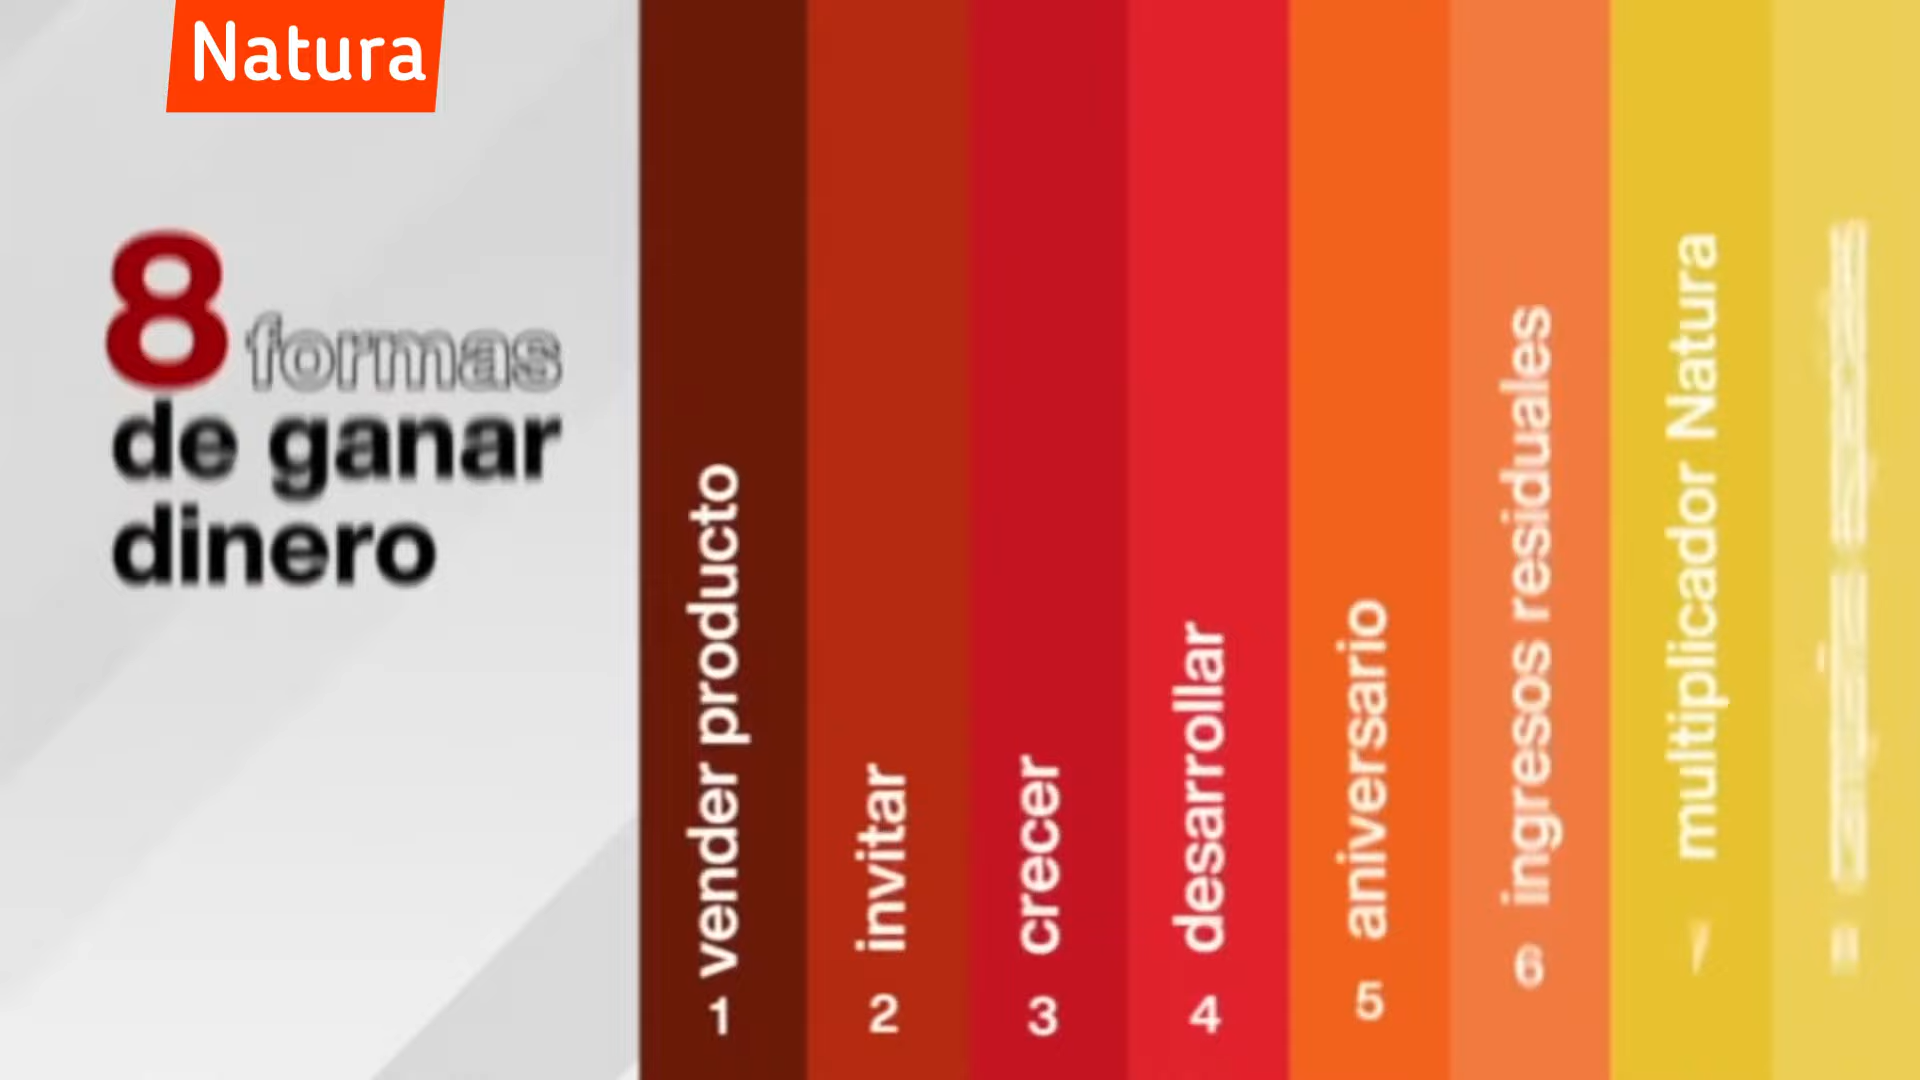 Natura
8 formas
de ganar
dinero
1 vender producto
2 invitar
3 crecer
4 desarrollar
5 aniversario
6 ingresos residuales
multiplicador Natura